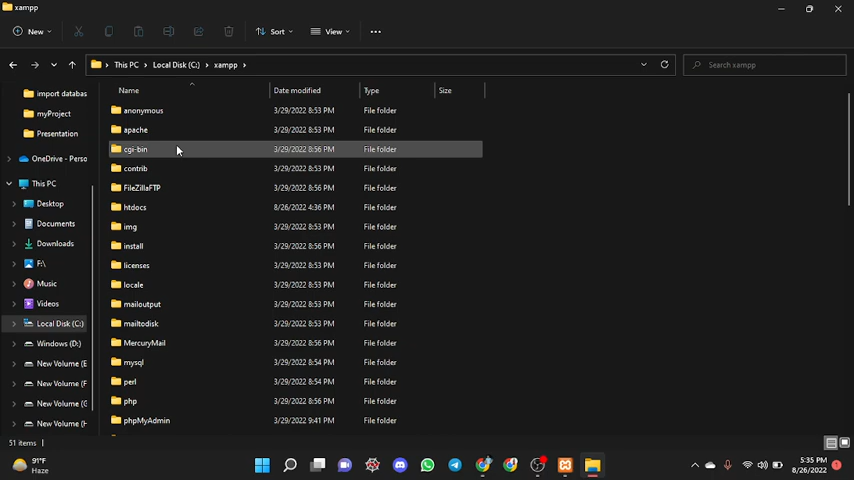 xampp
New
Sort
View
This PC
Local Disk (C:)
xampp
Search xampp
Name
Date modified
Type
Size
import databas
myProject
Presentation
OneDrive - Perso
This PC
Desktop
Documents
Downloads
F:\
Music
Videos
Local Disk (C:)
Windows (D:)
New Volume (E
New Volume (F
New Volume (G
New Volume (H
anonymous 3/29/2022 8:53 PM File folder
apache 3/29/2022 8:53 PM File folder
cgi-bin 3/29/2022 8:56 PM File folder
contrib 3/29/2022 8:53 PM File folder
FileZillaFTP 3/29/2022 8:56 PM File folder
htdocs 8/26/2022 4:36 PM File folder
img 3/29/2022 8:53 PM File folder
install 3/29/2022 8:56 PM File folder
licenses 3/29/2022 8:53 PM File folder
locale 3/29/2022 8:53 PM File folder
mailoutput 3/29/2022 8:53 PM File folder
mailtodisk 3/29/2022 8:53 PM File folder
MercuryMail 3/29/2022 8:56 PM File folder
mysql 3/29/2022 8:54 PM File folder
perl 3/29/2022 8:54 PM File folder
php 3/29/2022 8:56 PM File folder
phpMyAdmin 3/29/2022 9:41 PM File folder
51 items
91°F
Haze
5:35 PM
8/26/2022
1